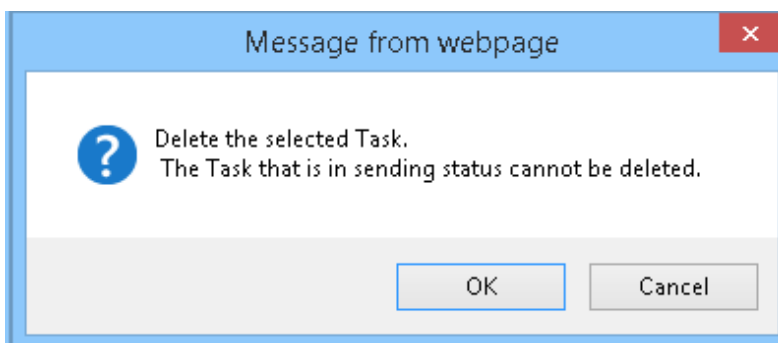 Message from webpage
Delete the selected Task.
The Task that is in sending status cannot be deleted.
OK
Cancel